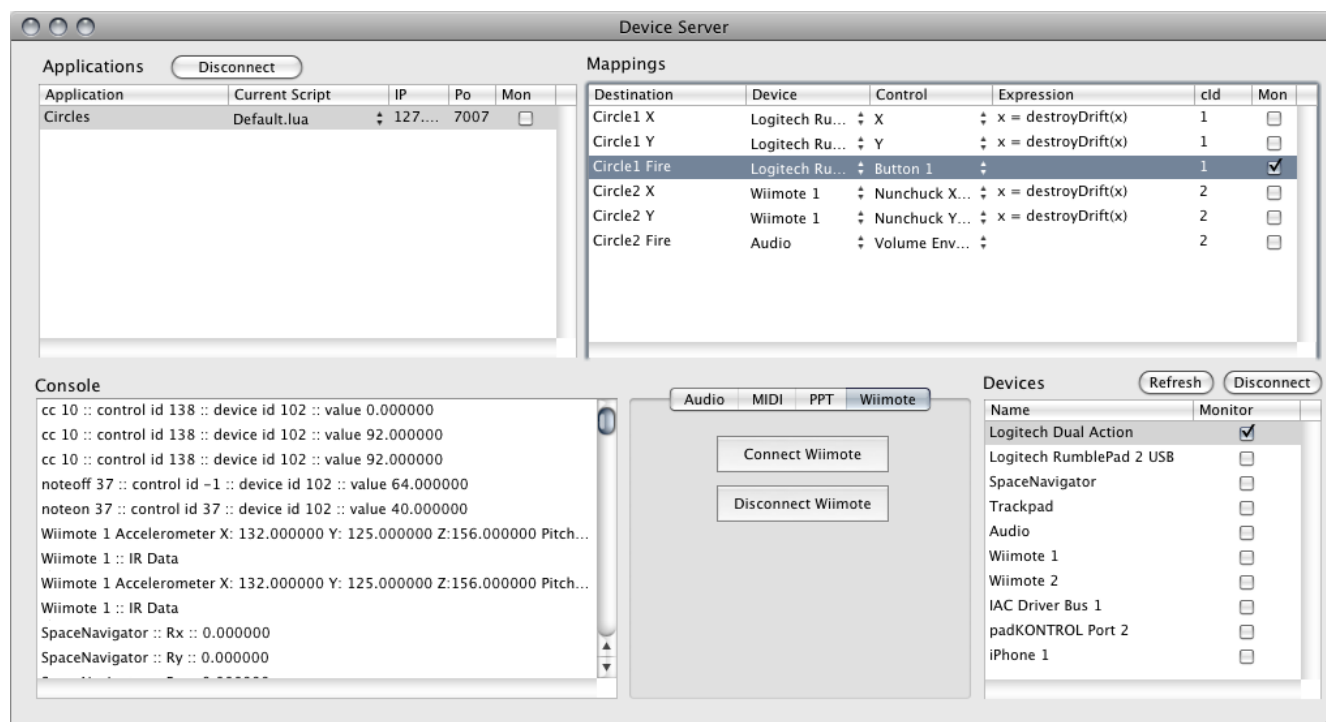 Device Server
Applications Disconnect
Application Current Script IP Po Mon
Circles Default.lua 127.... 7007
Mappings
Destination Device Control Expression cId Mon
Circle1 X Logitech Ru... X x = destroyDrift(x) 1
Circle1 Y Logitech Ru... Y x = destroyDrift(x) 1
Circle1 Fire Logitech Ru... Button 1 1
Circle2 X Wiimote 1 Nunchuck X... x = destroyDrift(x) 2
Circle2 Y Wiimote 1 Nunchuck Y... x = destroyDrift(x) 2
Circle2 Fire Audio Volume Env... 2
Console
cc 10 :: control id 138 :: device id 102 :: value 0.000000
cc 10 :: control id 138 :: device id 102 :: value 92.000000
cc 10 :: control id 138 :: device id 102 :: value 92.000000
noteoff 37 :: control id -1 :: device id 102 :: value 64.000000
noteon 37 :: control id 37 :: device id 102 :: value 40.000000
Wiimote 1 Accelerometer X: 132.000000 Y: 125.000000 Z:156.000000 Pitch...
Wiimote 1 :: IR Data
Wiimote 1 Accelerometer X: 132.000000 Y: 125.000000 Z:156.000000 Pitch...
Wiimote 1 :: IR Data
SpaceNavigator :: Rx :: 0.000000
SpaceNavigator :: Ry :: 0.000000
Audio MIDI PPT Wiimote
Connect Wiimote
Disconnect Wiimote
Devices Refresh Disconnect
Name Monitor
Logitech Dual Action
Logitech RumblePad 2 USB
SpaceNavigator
Trackpad
Audio
Wiimote 1
Wiimote 2
IAC Driver Bus 1
padKONTROL Port 2
iPhone 1